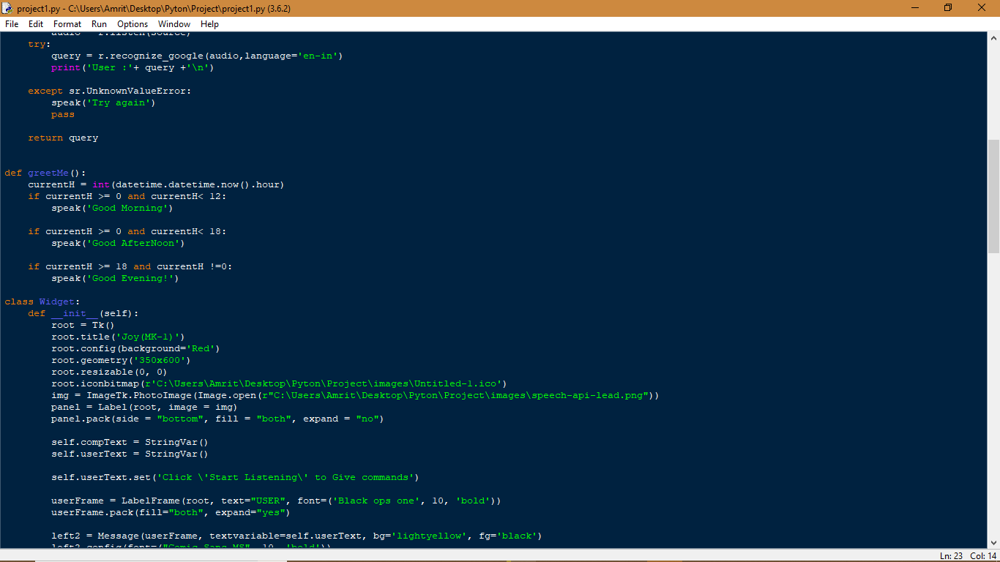 project1.py - C:\Users\Amrit\Desktop\Pyton\Project\project1.py (3.6.2)
File Edit Format Run Options Window Help
audio = r.listen(source)
    try:
        query = r.recognize_google(audio,language='en-in')
        print('User :'+ query +'\n')
    except sr.UnknownValueError:
        speak('Try again')
        pass
    return query
def greetMe():
    currentH = int(datetime.datetime.now().hour)
    if currentH >= 0 and currentH< 12:
        speak('Good Morning')
    if currentH >= 0 and currentH< 18:
        speak('Good AfterNoon')
    if currentH >= 18 and currentH !=0:
        speak('Good Evening!')
class Widget:
    def __init__(self):
        root = Tk()
        root.title('Joy(MK-1)')
        root.config(background='Red')
        root.geometry('350x600')
        root.resizable(0, 0)
        root.iconbitmap(r'C:\Users\Amrit\Desktop\Pyton\Project\images\Untitled-1.ico')
        img = ImageTk.PhotoImage(Image.open(r"C:\Users\Amrit\Desktop\Pyton\Project\images\speech-api-lead.png"))
        panel = Label(root, image = img)
        panel.pack(side = "bottom", fill = "both", expand = "no")
        self.compText = StringVar()
        self.userText = StringVar()
        self.userText.set('Click \'Start Listening\' to Give commands')
        userFrame = LabelFrame(root, text="USER", font=('Black ops one', 10, 'bold'))
        userFrame.pack(fill="both", expand="yes")
        left2 = Message(userFrame, textvariable=self.userText, bg='lightyellow', fg='black')
        left2.config(font=("Comic Sans MS", 10, 'bold'))
Ln: 23 Col: 14